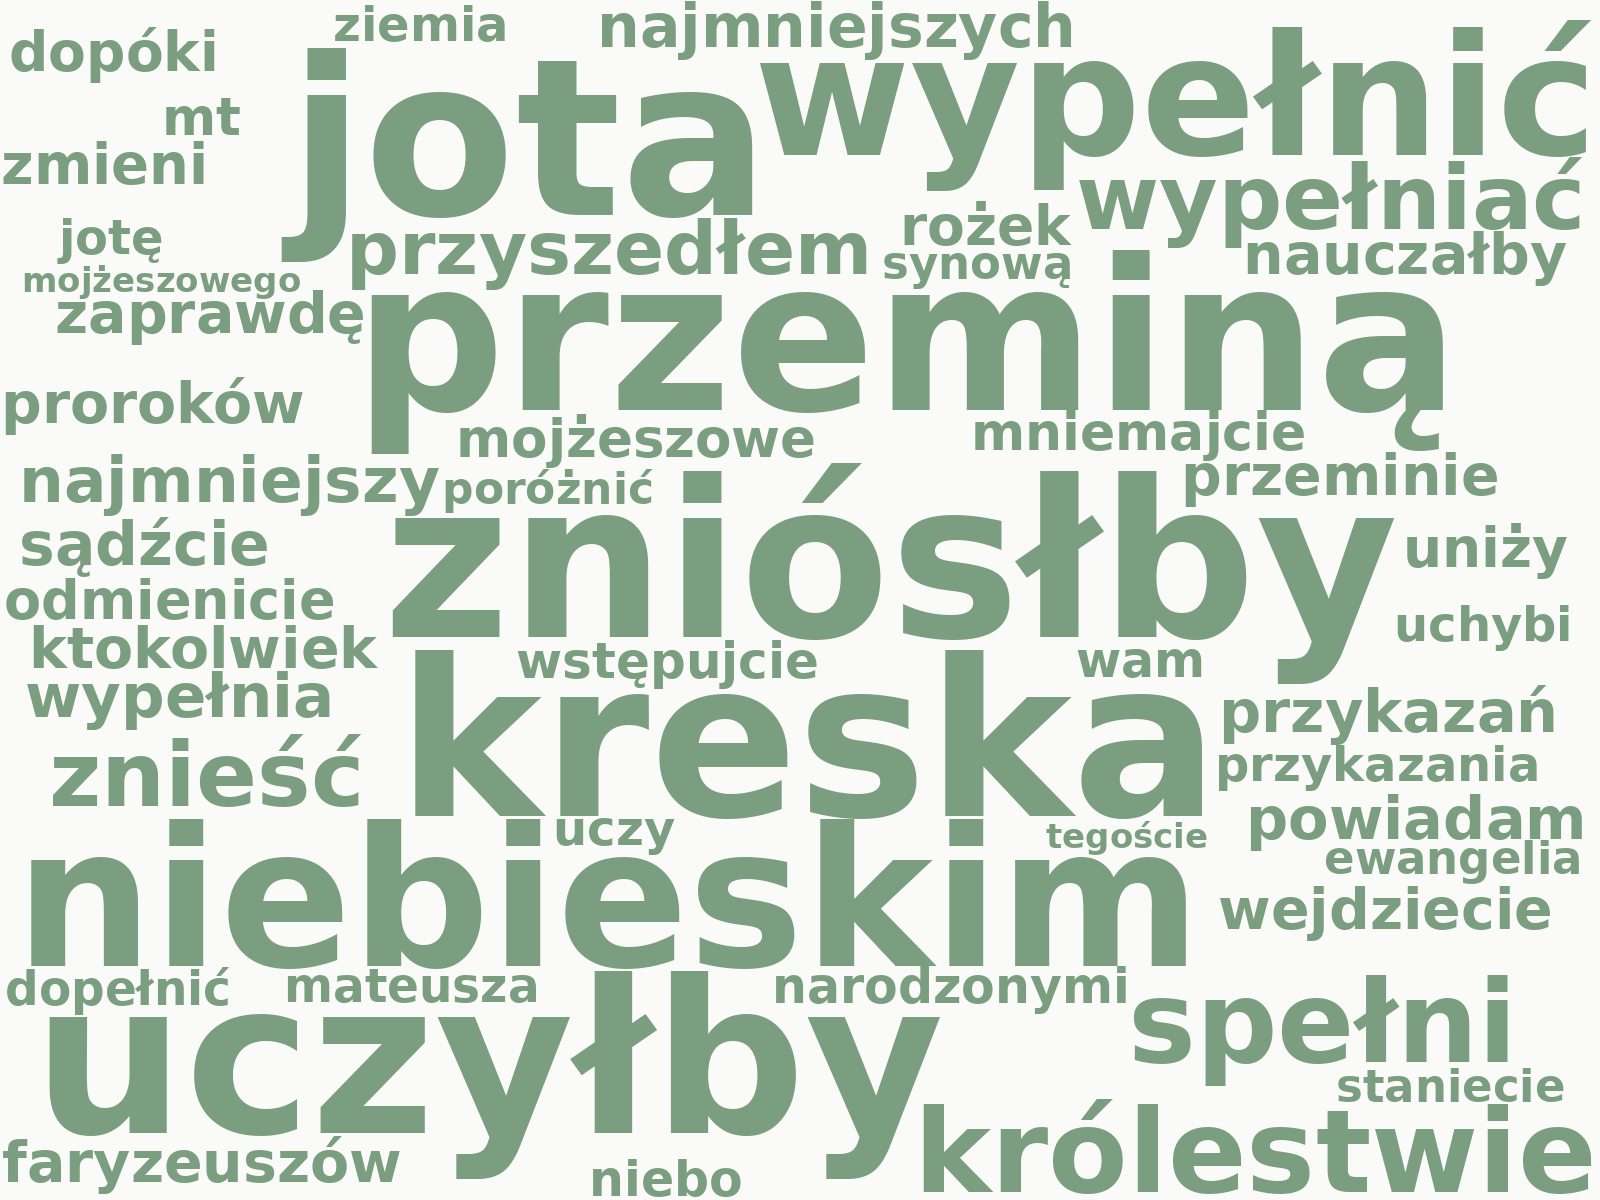 ziemia
najmniejszych
dopóki
jota
wypełnić
mt
zmieni
wypełniać
jotę
przyszedłem
rożek
nauczałby
synową
mojżeszowego
zaprawdę
przeminą
proroków
mojżeszowe
mniemajcie
najmniejszy
poróżnić
przeminie
sądźcie
zniósłby
uniży
odmienicie
uchybi
ktokolwiek
wstępujcie
wam
wypełnia
kreska
przykazań
znieść
przykazania
uczy
tegoście
powiadam
niebieskim
ewangelia
wejdziecie
dopełnić
mateusza
narodzonymi
uczyłby
spełni
staniecie
królestwie
faryzeuszów
niebo